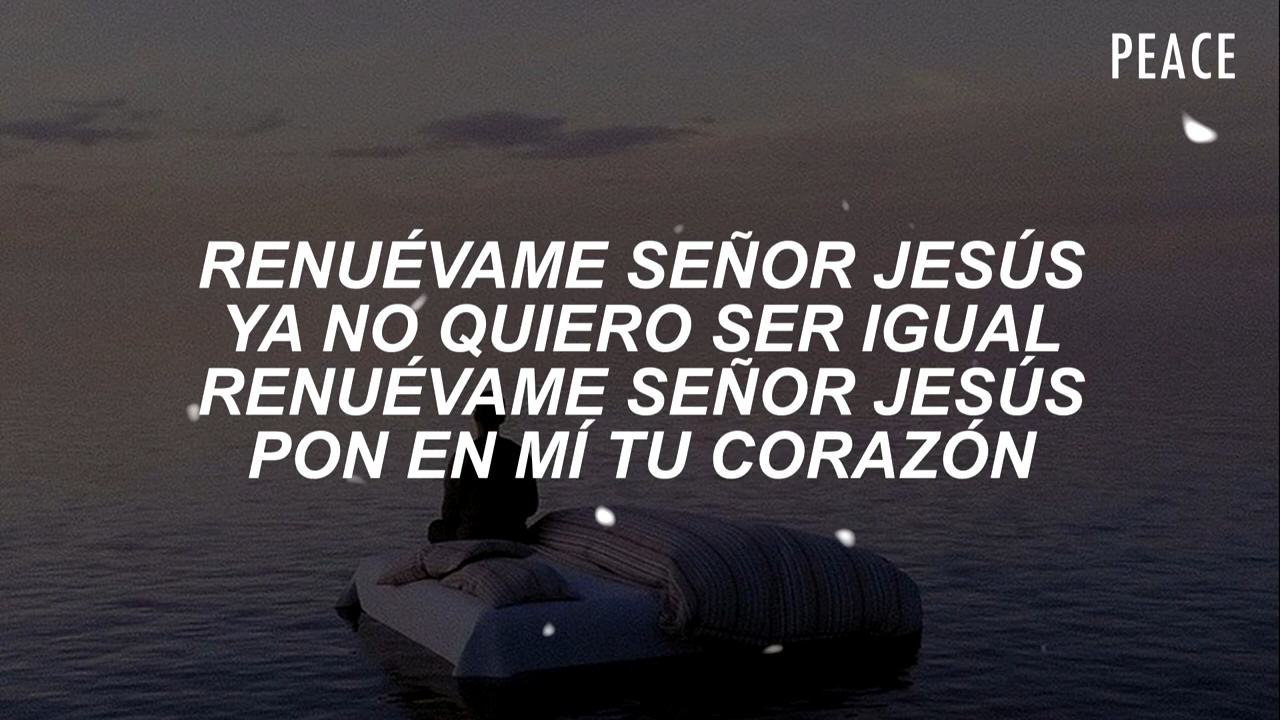 PEACE
RENUÉVAME SEÑOR JESÚS
YA NO QUIERO SER IGUAL
RENUÉVAME SEÑOR JESÚS
PON EN MÍ TU CORAZÓN